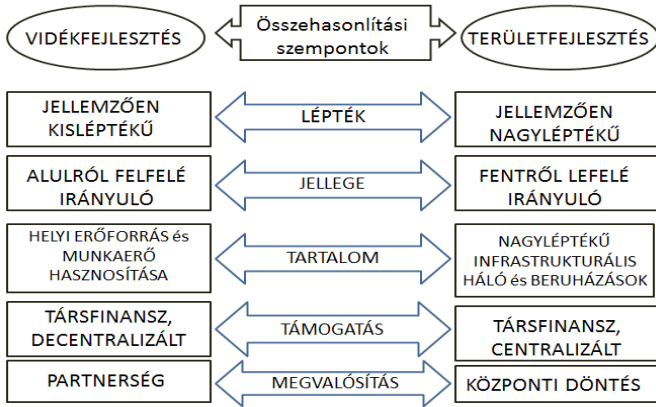 VIDÉKFEJLESZTÉS
Összehasonlítási
szempontok
TERÜLETFEJLESZTÉS
JELLEMZŐEN
KISLÉPTÉKŰ
LÉPTÉK
JELLEMZŐEN
NAGYLÉPTÉKŰ
ALULRÓL FELFELÉ
IRÁNYULÓ
JELLEGE
FENTRŐL LEFELÉ
IRÁNYULÓ
HELYI ERŐFORRÁS és
MUNKAERŐ
HASZNOSÍTÁSA
TARTALOM
NAGYLÉPTÉKŰ
INFRASTRUKTURÁLIS
HÁLÓ és BERUHÁZÁSOK
TÁRSFINANSZ,
DECENTRALIZÁLT
TÁMOGATÁS
TÁRSFINANSZ,
CENTRALIZÁLT
PARTNERSÉG
MEGVALÓSÍTÁS
KÖZPONTI DÖNTÉS